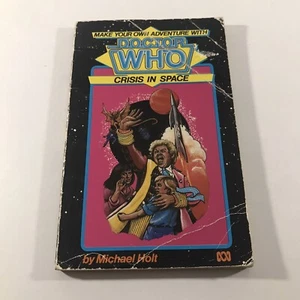 MAKE YOUR OWN ADVENTURE WITH
DOCTOR
WHO
CRISIS IN SPACE
by Michael Holt